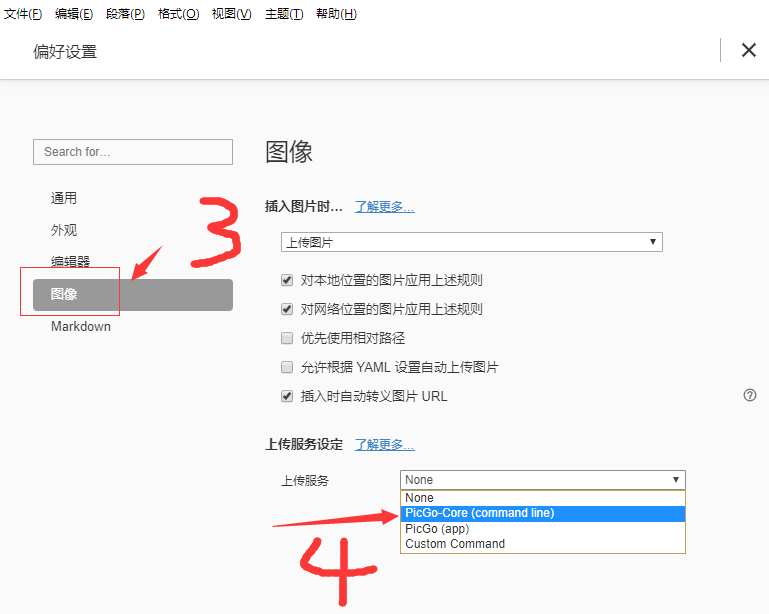 文件(F) 编辑(E) 段落(P) 格式(O) 视图(V) 主题(T) 帮助(H)
偏好设置
Search for…
图像
插入图片时… 了解更多…
通用
外观
上传图片
编辑器
对本地位置的图片应用上述规则
图像
对网络位置的图片应用上述规则
Markdown
优先使用相对路径
允许根据 YAML 设置自动上传图片
插入时自动转义图片 URL
上传服务设定 了解更多…
上传服务 None
None
PicGo-Core (command line)
PicGo (app)
Custom Command
3
4